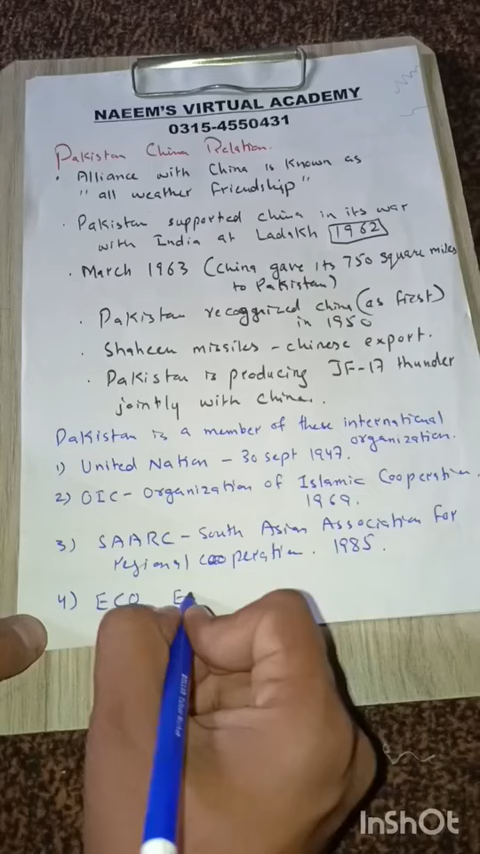 NAEEM'S VIRTUAL ACADEMY
0315-4550431
Pakistan China Relation.
• Alliance with China is known as
"all weather friendship"
• Pakistan supported china in its war
with India at Ladakh 1962
• March 1963 (China gave its 750 square miles
to Pakistan)
• Pakistan recognized china (as first)
in 1950
• Shaheen missiles - chinese export.
• Pakistan is producing JF-17 thunder
jointly with china.
Pakistan is a member of these international
organization.
1) United Nation - 30 sept 1947.
2) OIC - Organization of Islamic Cooperation
1969.
3) SAARC - South Asian Association for
regional cooperation. 1985.
4) ECO E
InShOt